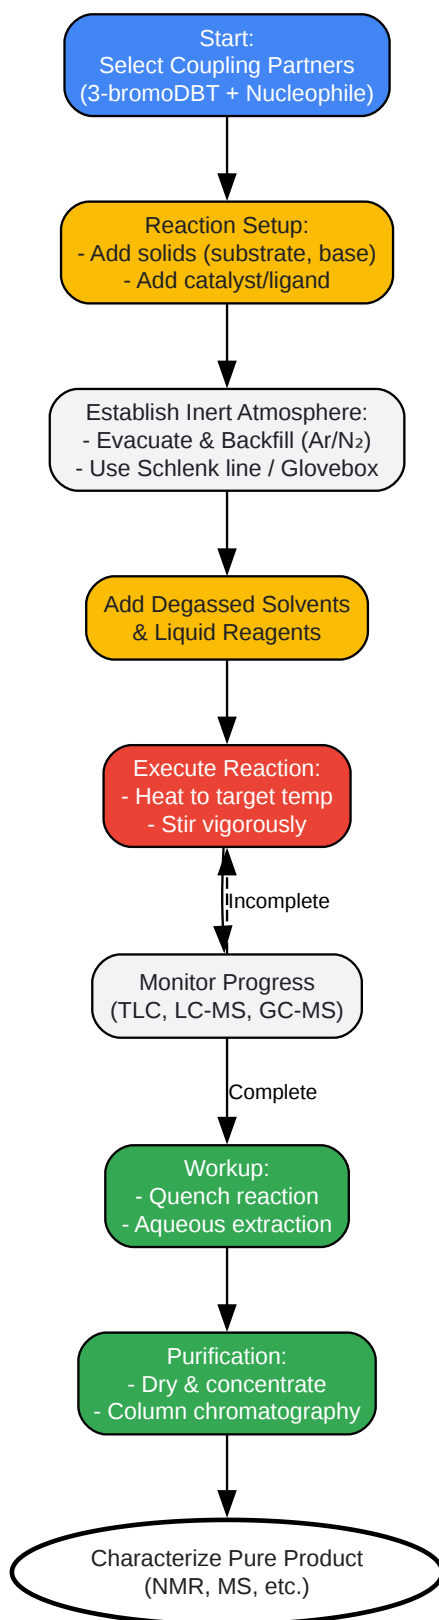 Start:
Select Coupling Partners
(3-bromoDBT + Nucleophile)
Reaction Setup:
- Add solids (substrate, base)
- Add catalyst/ligand
Establish Inert Atmosphere:
- Evacuate & Backfill (Ar/N₂)
- Use Schlenk line / Glovebox
Add Degassed Solvents
& Liquid Reagents
Execute Reaction:
- Heat to target temp
- Stir vigorously
Incomplete
Monitor Progress
(TLC, LC-MS, GC-MS)
Complete
Workup:
- Quench reaction
- Aqueous extraction
Purification:
- Dry & concentrate
- Column chromatography
Characterize Pure Product
(NMR, MS, etc.)